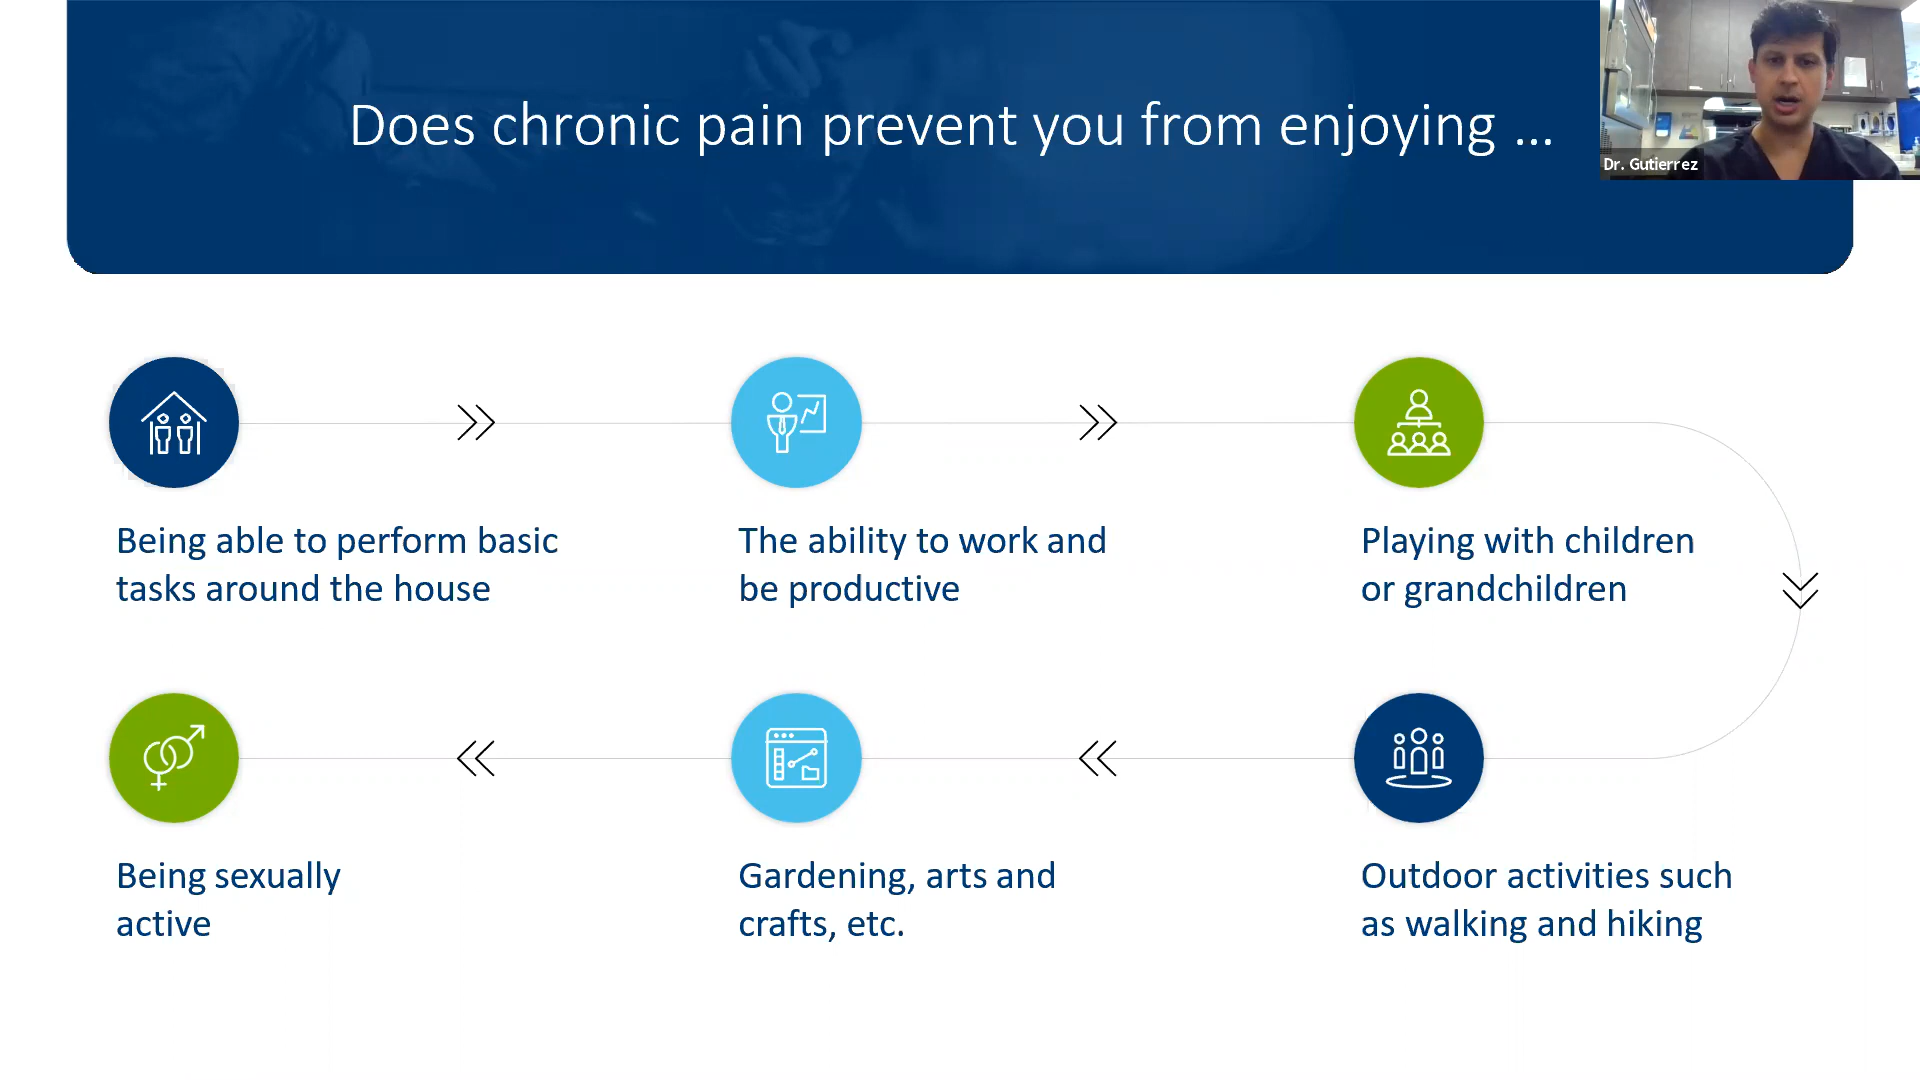 Does chronic pain prevent you from enjoying ...
Dr. Gutierrez
Being able to perform basic
tasks around the house
The ability to work and
be productive
Playing with children
or grandchildren
Being sexually
active
Gardening, arts and
crafts, etc.
Outdoor activities such
as walking and hiking